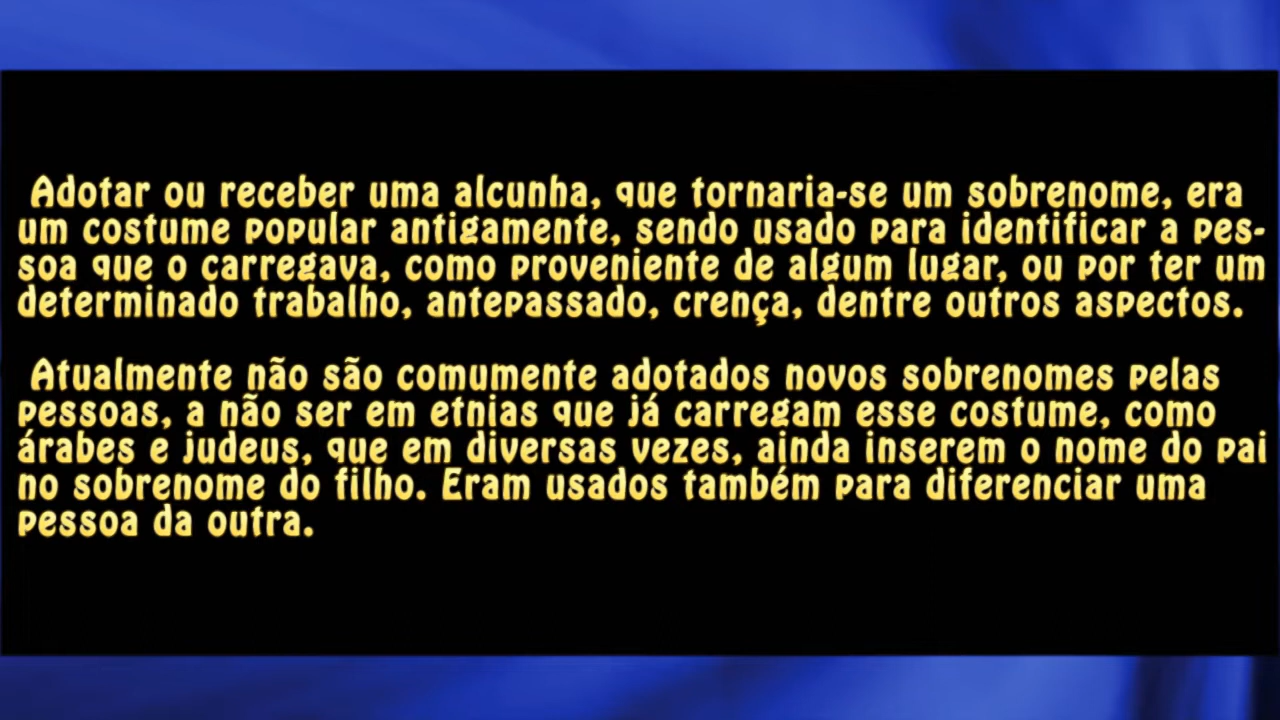 Adotar ou receber uma alcunha, que tornaria-se um sobrenome, era
um costume popular antigamente, sendo usado para identificar a pes-
soa que o carregava, como proveniente de algum lugar, ou por ter um
determinado trabalho, antepassado, crença, dentre outros aspectos.
Atualmente não são comumente adotados novos sobrenomes pelas
pessoas, a não ser em etnias que já carregam esse costume, como
árabes e judeus, que em diversas vezes, ainda inserem o nome do pai
no sobrenome do filho. Eram usados também para diferenciar uma
pessoa da outra.